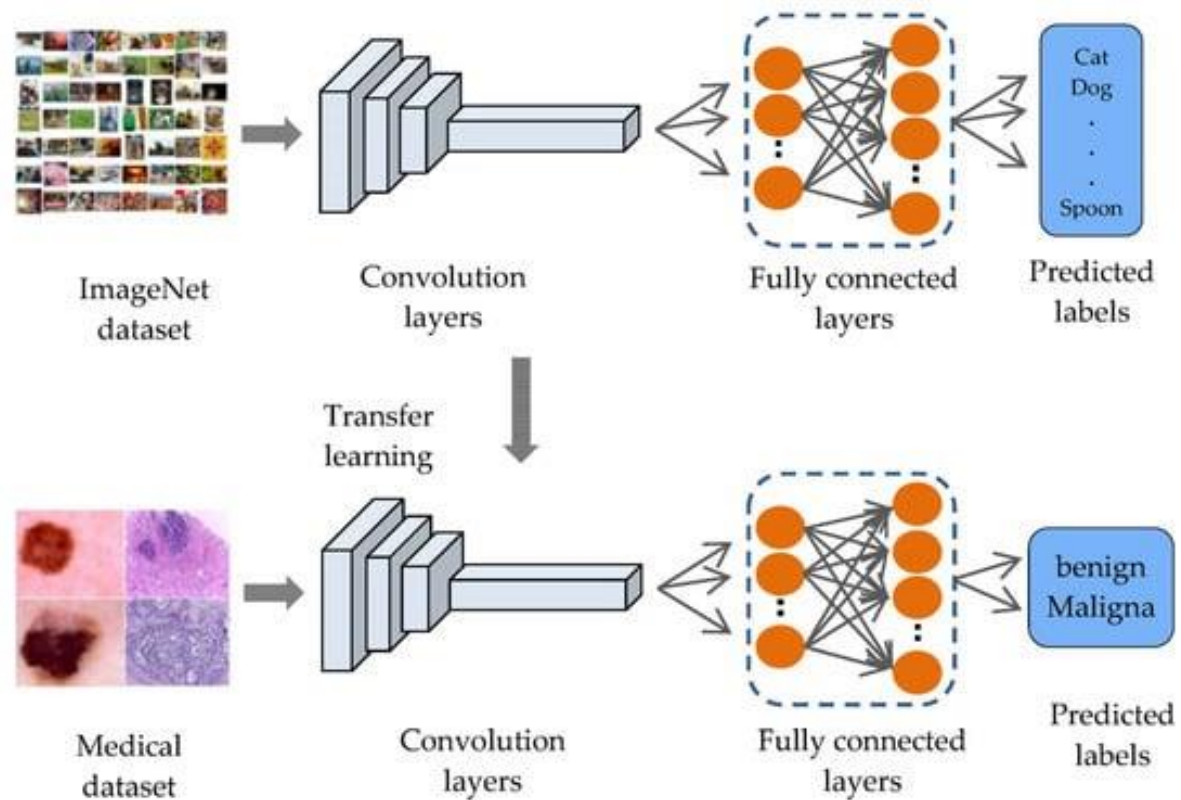 Cat
Dog
.
.
.
Spoon
ImageNet
dataset
Convolution
layers
Fully connected
layers
Predicted
labels
Transfer
learning
benign
Maligna
Medical
dataset
Convolution
layers
Fully connected
layers
Predicted
labels